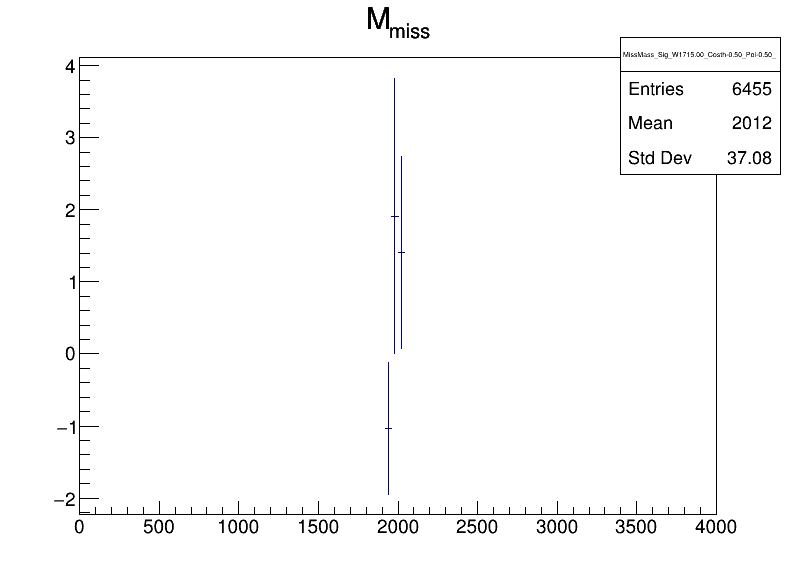 M_miss
MissMass_Sig_W1715.00_Costh-0.50_Pol-0.50_
Entries 6455
Mean 2012
Std Dev 37.08
4
3
2
1
0
−1
−2
0 500 1000 1500 2000 2500 3000 3500 4000